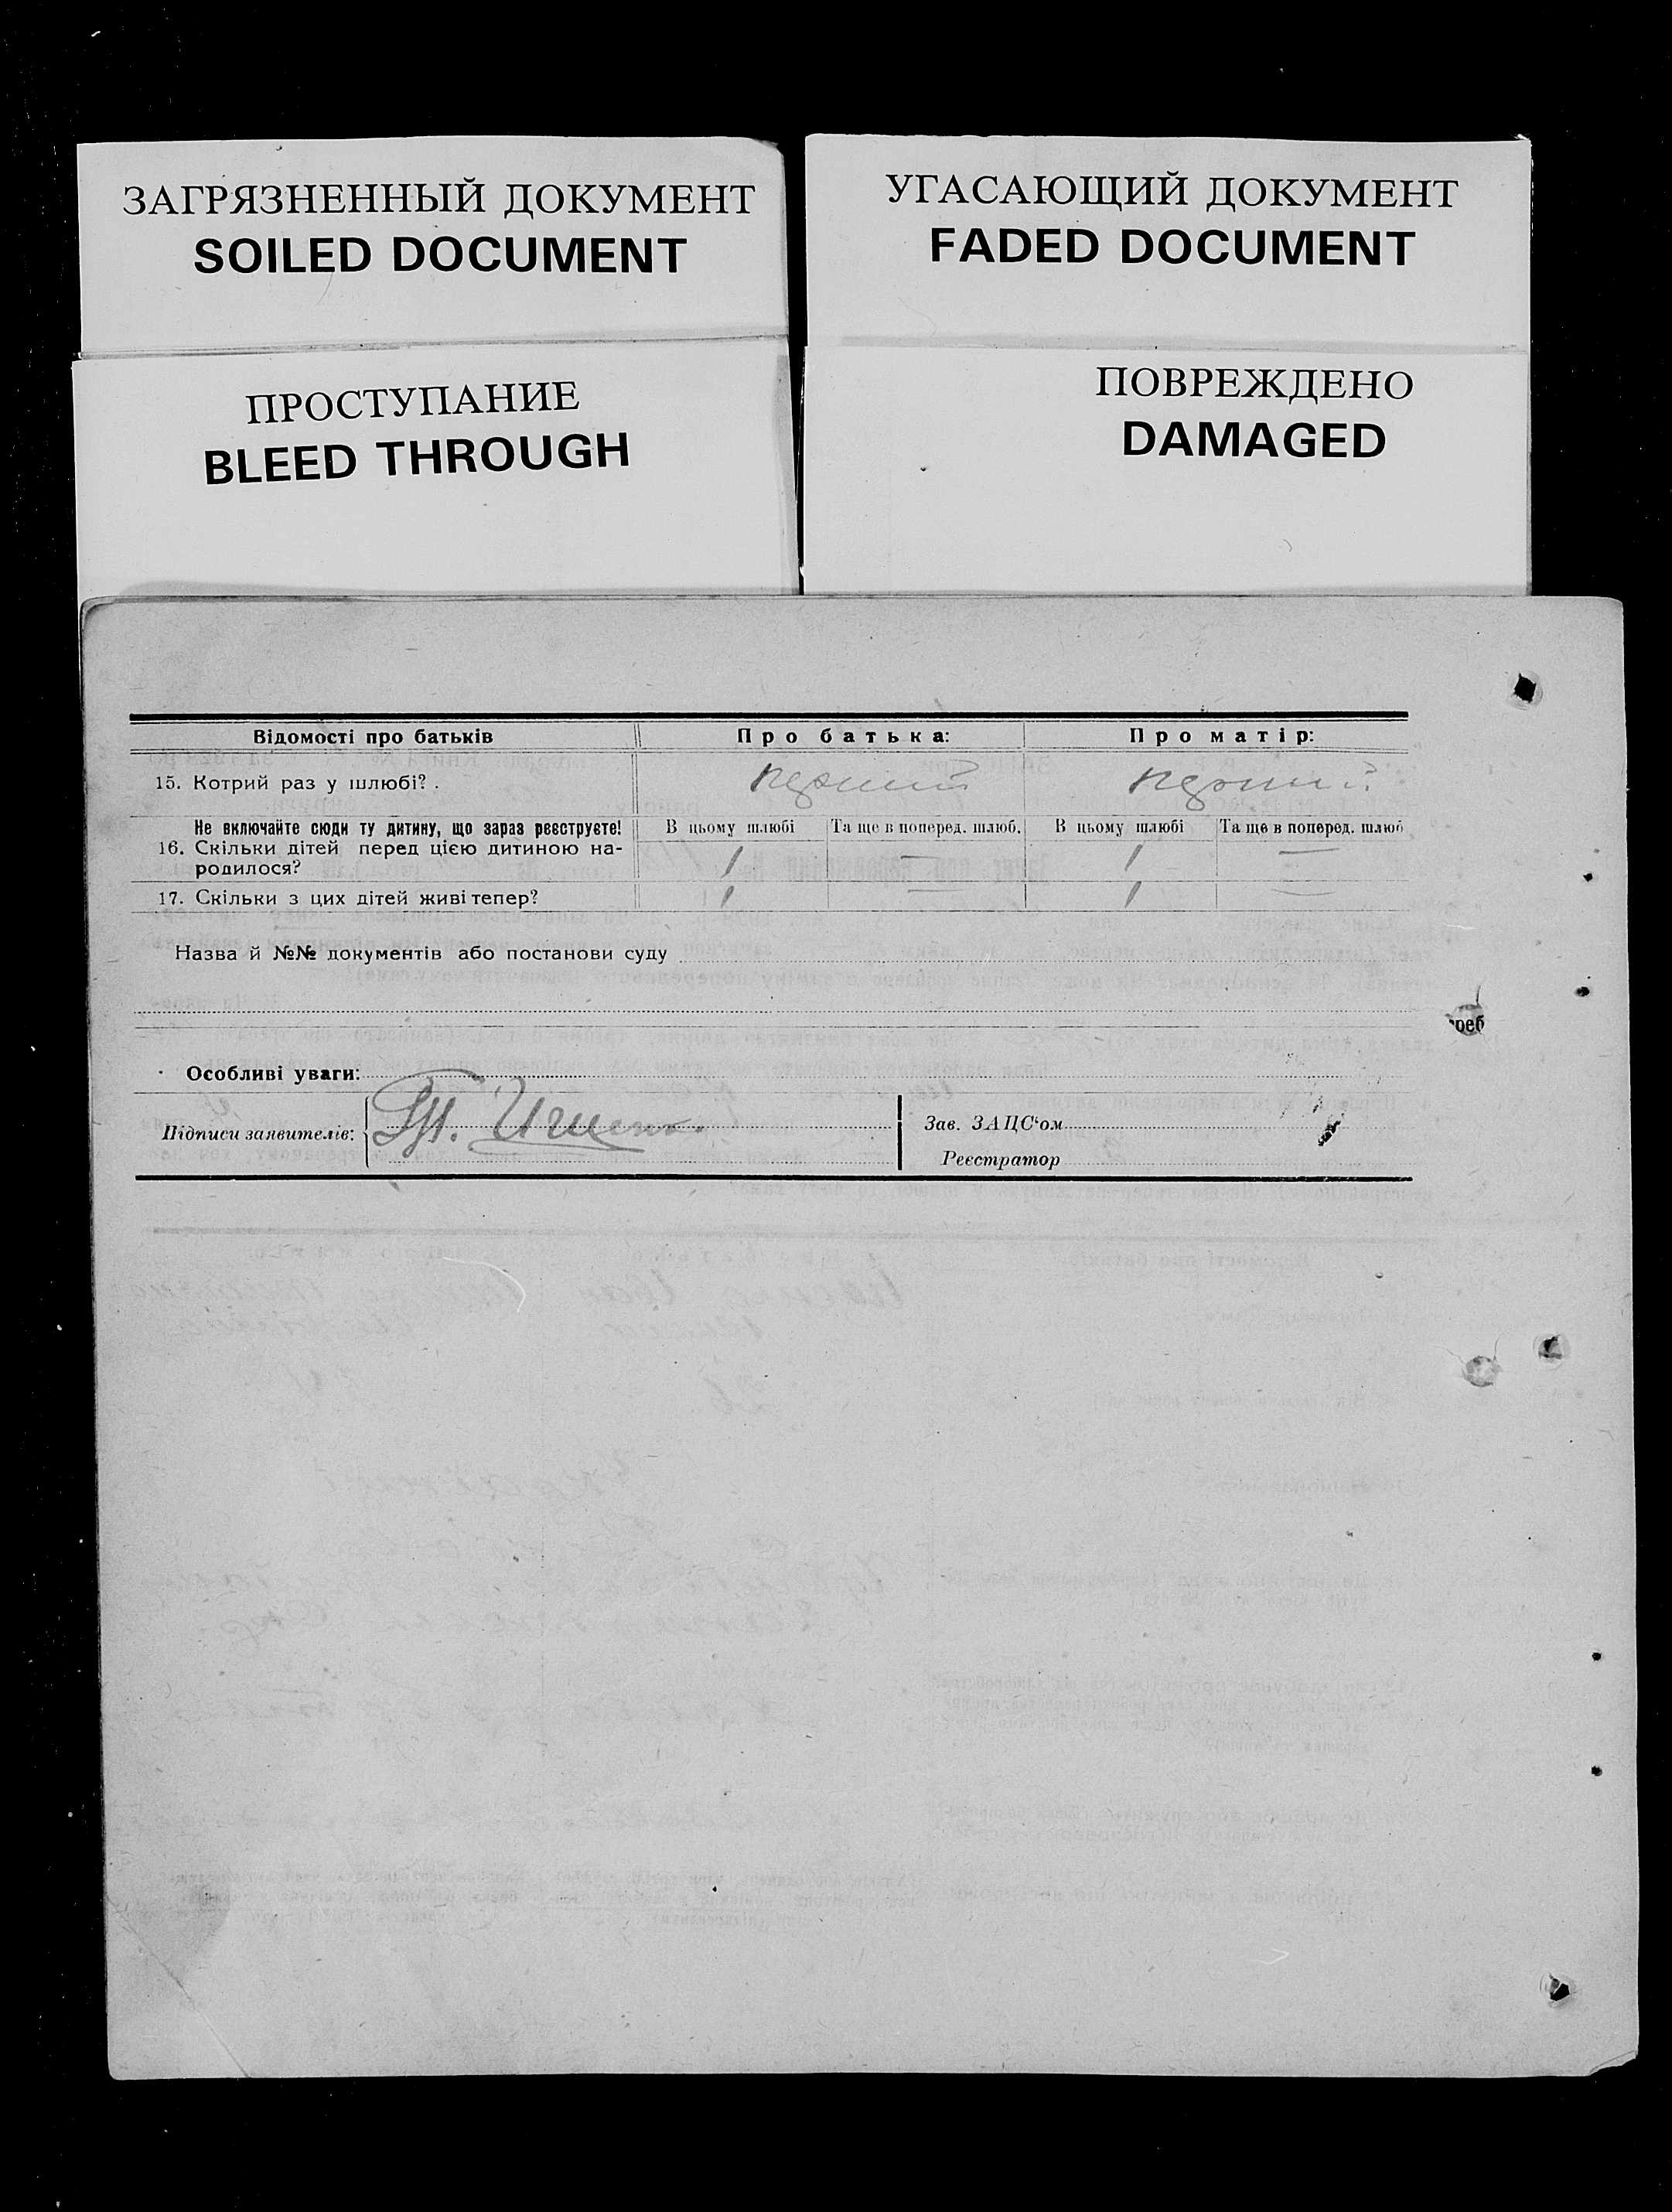 ЗАГРЯЗНЕННЫЙ ДОКУМЕНТ
SOILED DOCUMENT
УГАСАЮЩИЙ ДОКУМЕНТ
FADED DOCUMENT
ПРОСТУПАНИЕ
BLEED THROUGH
ПОВРЕЖДЕНО
DAMAGED
Відомості про батьків Про батька: Про матір:
15. Котрий раз у шлюбі? . перший перший
Не включайте сюди ту дитину, що зараз реєструєте! В цьому шлюбі Та ще в поперед. шлюб. В цьому шлюбі Та ще в поперед. шлюб
16. Скільки дітей перед цією дитиною на-
родилося? 1 — 1 —
17. Скільки з цих дітей живі тепер? 1 — 1 —
Назва й №№ документів або постанови суду
реб
Особливі уваги:
Підписи заявителів:
Зав. ЗАЦС'ом
Реєстратор